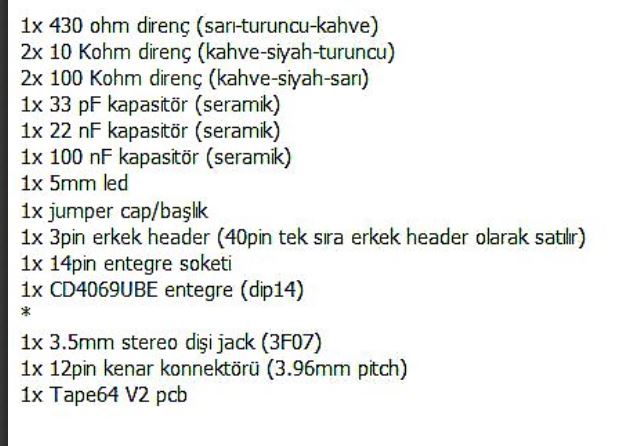 1x 430 ohm direnç (sarı-turuncu-kahve)
2x 10 Kohm direnç (kahve-siyah-turuncu)
2x 100 Kohm direnç (kahve-siyah-sarı)
1x 33 pF kapasitör (seramik)
1x 22 nF kapasitör (seramik)
1x 100 nF kapasitör (seramik)
1x 5mm led
1x jumper cap/başlık
1x 3pin erkek header (40pin tek sıra erkek header olarak satılır)
1x 14pin entegre soketi
1x CD4069UBE entegre (dip14)
*
1x 3.5mm stereo dişi jack (3F07)
1x 12pin kenar konnektörü (3.96mm pitch)
1x Tape64 V2 pcb